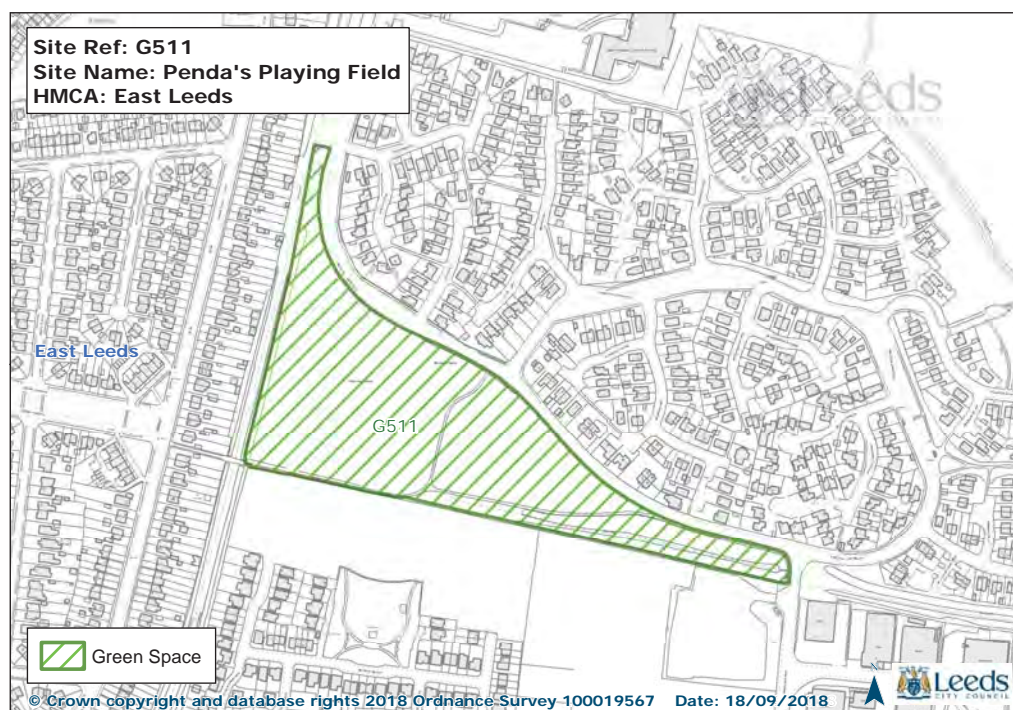 Site Ref: G511
Site Name: Penda's Playing Field
HMCA: East Leeds
Leeds
East Leeds
G511
Green Space
© Crown copyright and database rights 2018 Ordnance Survey 100019567 Date: 18/09/2018
Leeds
CITY COUNCIL